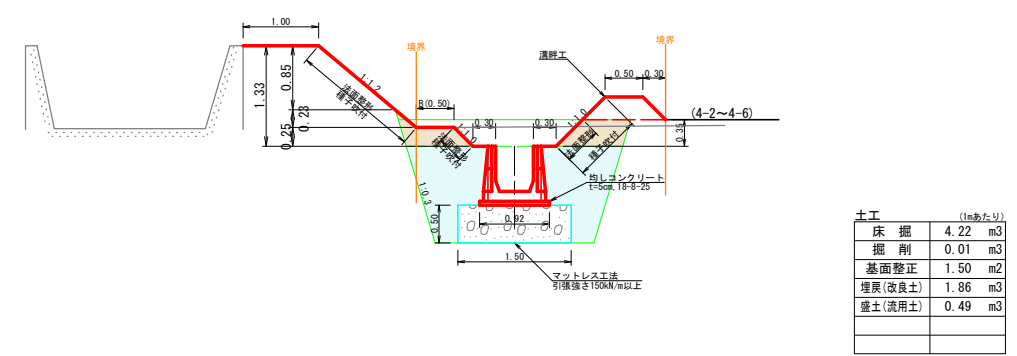 1.00
境界
境界
溝畔工
0.50
0.30
1:1.2
0.85
1.33
0.23
0.25
法面整形
種子吹付
B(0.50)
0.30
0.30
1:1.0
1:1.0
(4-2～4-6)
0.35
法面整形
種子吹付
法面整形
種子吹付
1:0.3
均しコンクリート
t=5cm,18-8-25
0.50
0.92
1.50
マットレス工法
引張強さ150kN/m以上
土工 (1mあたり)
床 掘 4.22 m3
掘 削 0.01 m3
基面整正 1.50 m2
埋戻(改良土) 1.86 m3
盛土(流用土) 0.49 m3